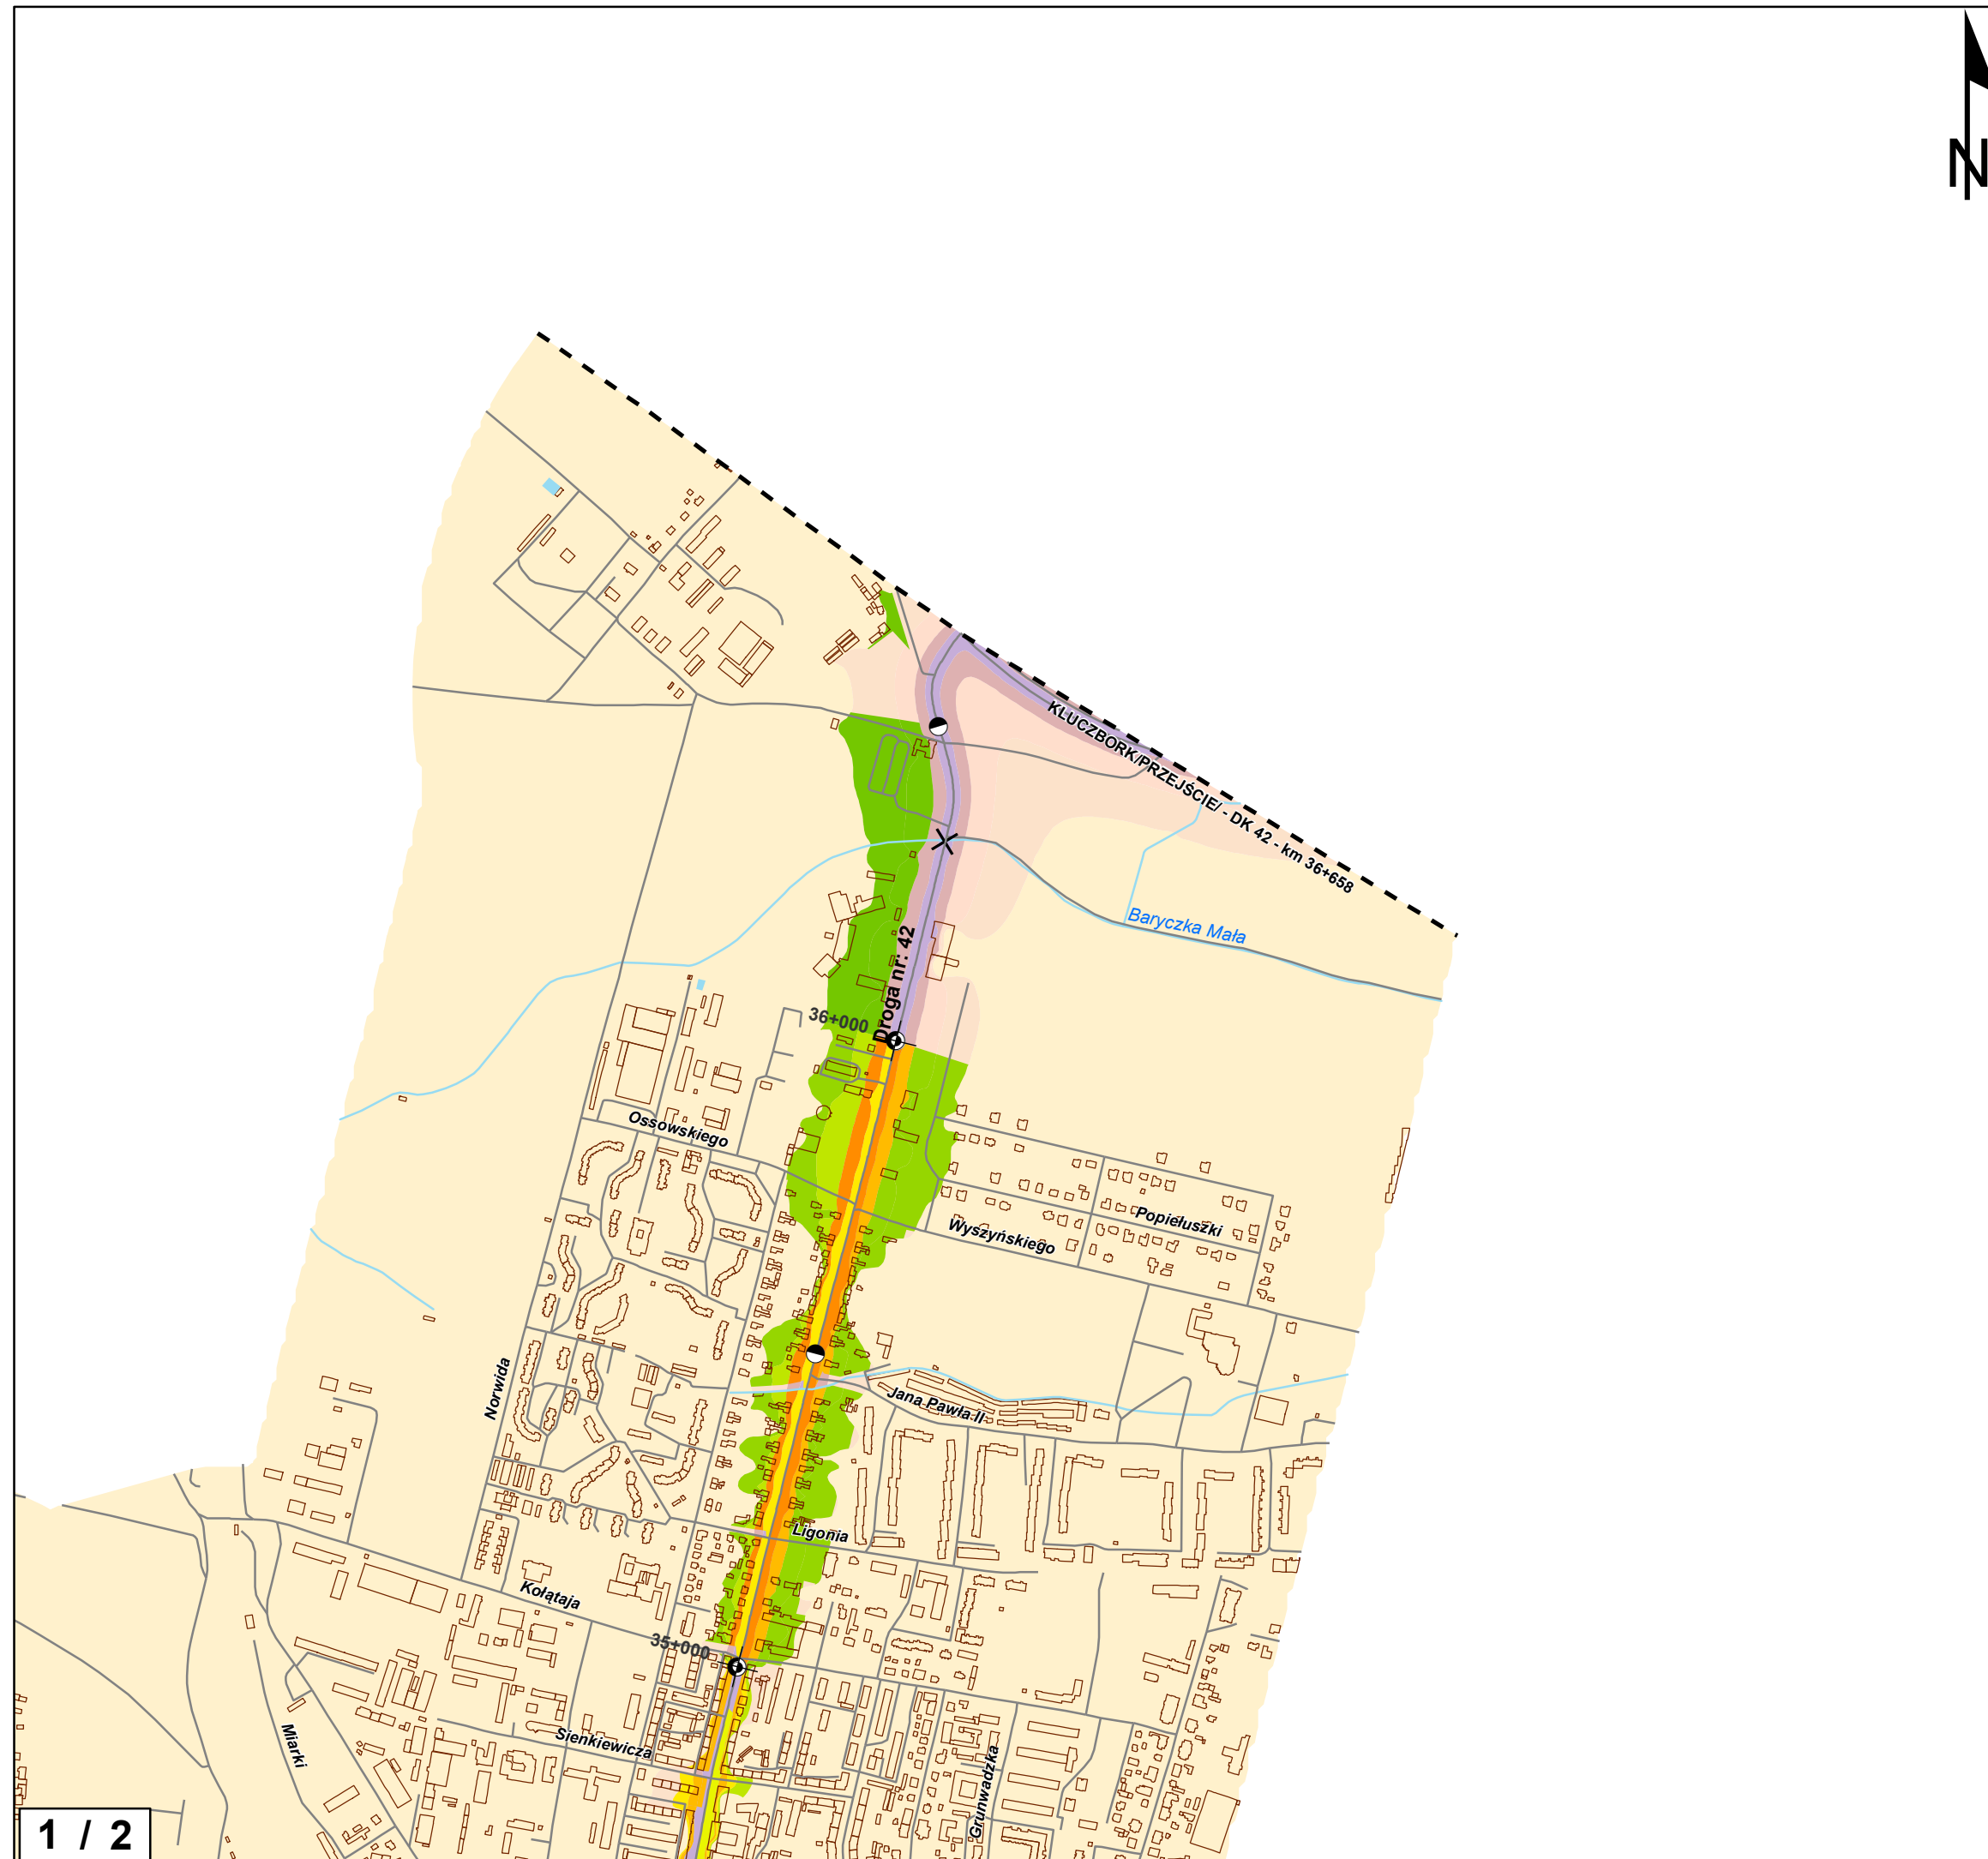 N
KLUCZBORK/PRZEJŚCIE/ - DK 42 - km 36+658
Baryczka Mała
Droga nr: 42
36+000
Ossowskiego
Popiełuszki
Wyszyńskiego
Norwida
Jana Pawła II
Ligonia
Kołątaja
35+000
Miarki
Sienkiewicza
Grunwadzka
1 / 2